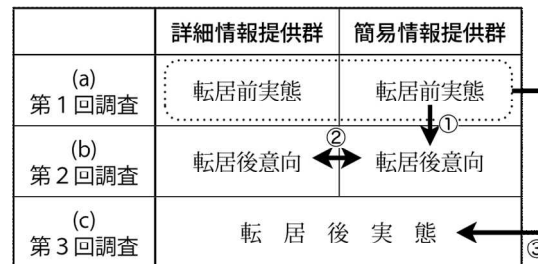 詳細情報提供群 簡易情報提供群
(a)
第1回調査
転居前実態 転居前実態
①
(b)
第2回調査
転居後意向 ② 転居後意向
(c)
第3回調査
転居後実態
③